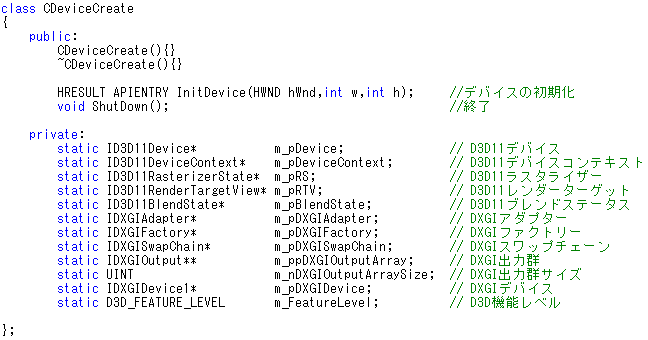 class CDeviceCreate
{
    public:
        CDeviceCreate(){}
        ~CDeviceCreate(){}
        HRESULT APIENTRY InitDevice(HWND hWnd,int w,int h);     //デバイスの初期化
        void ShutDown();                                        //終了
    private:
        static ID3D11Device*           m_pDevice;               // D3D11デバイス
        static ID3D11DeviceContext*    m_pDeviceContext;        // D3D11デバイスコンテキスト
        static ID3D11RasterizerState*  m_pRS;                   // D3D11ラスタライザー
        static ID3D11RenderTargetView* m_pRTV;                  // D3D11レンダーターゲット
        static ID3D11BlendState*       m_pBlendState;           // D3D11ブレンドステータス
        static IDXGIAdapter*           m_pDXGIAdapter;          // DXGIアダプター
        static IDXGIFactory*           m_pDXGIFactory;          // DXGIファクトリー
        static IDXGISwapChain*         m_pDXGISwapChain;        // DXGIスワップチェーン
        static IDXGIOutput**           m_ppDXGIOutputArray;     // DXGI出力群
        static UINT                    m_nDXGIOutputArraySize;  // DXGI出力群サイズ
        static IDXGIDevice1*           m_pDXGIDevice;           // DXGIデバイス
        static D3D_FEATURE_LEVEL       m_FeatureLevel;          // D3D機能レベル
};